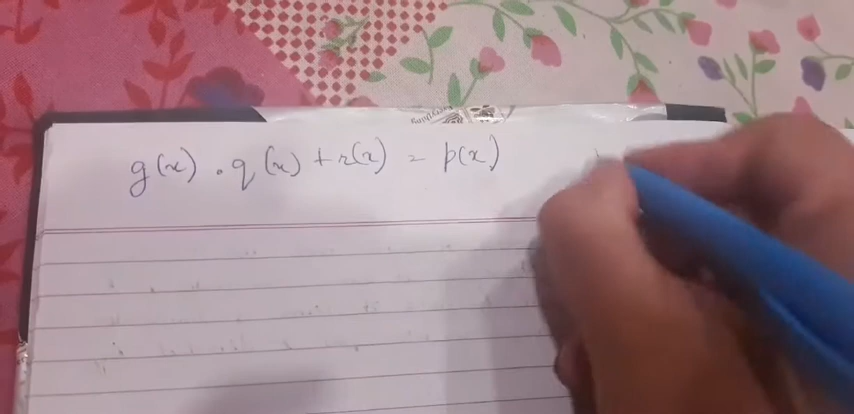 g(x) . q(x) + r(x) = p(x)